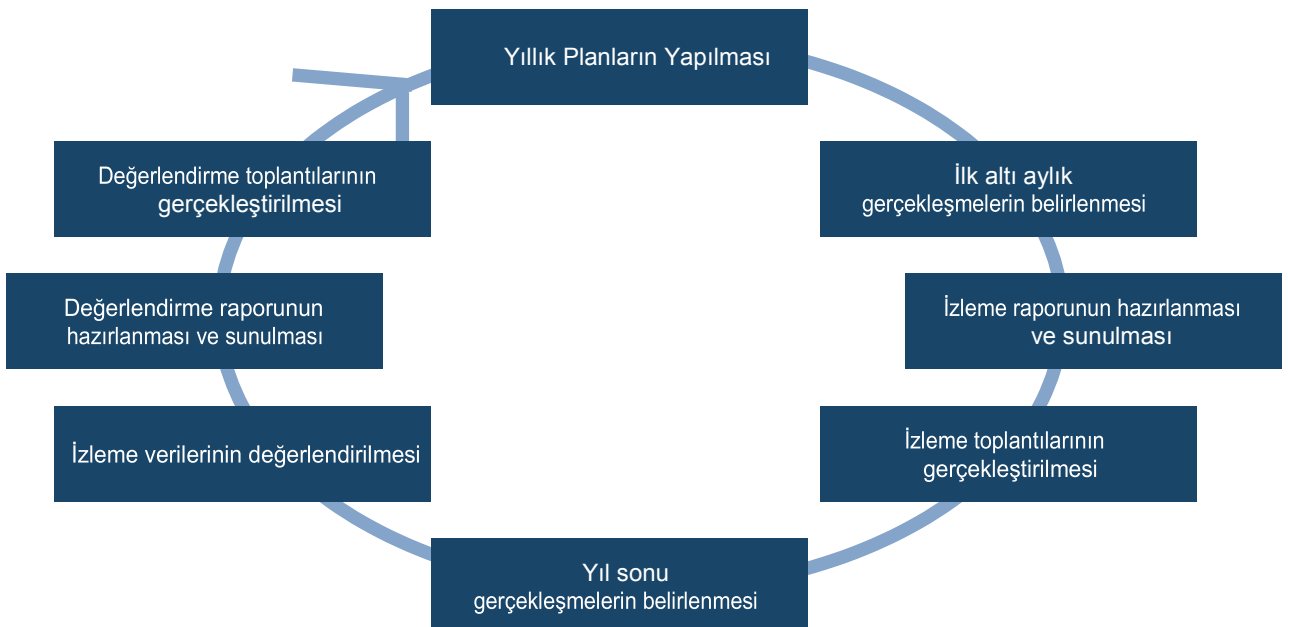 Yıllık Planların Yapılması
İlk altı aylık
gerçekleşmelerin belirlenmesi
İzleme raporunun hazırlanması
ve sunulması
İzleme toplantılarının
gerçekleştirilmesi
Yıl sonu
gerçekleşmelerin belirlenmesi
İzleme verilerinin değerlendirilmesi
Değerlendirme raporunun
hazırlanması ve sunulması
Değerlendirme toplantılarının
gerçekleştirilmesi